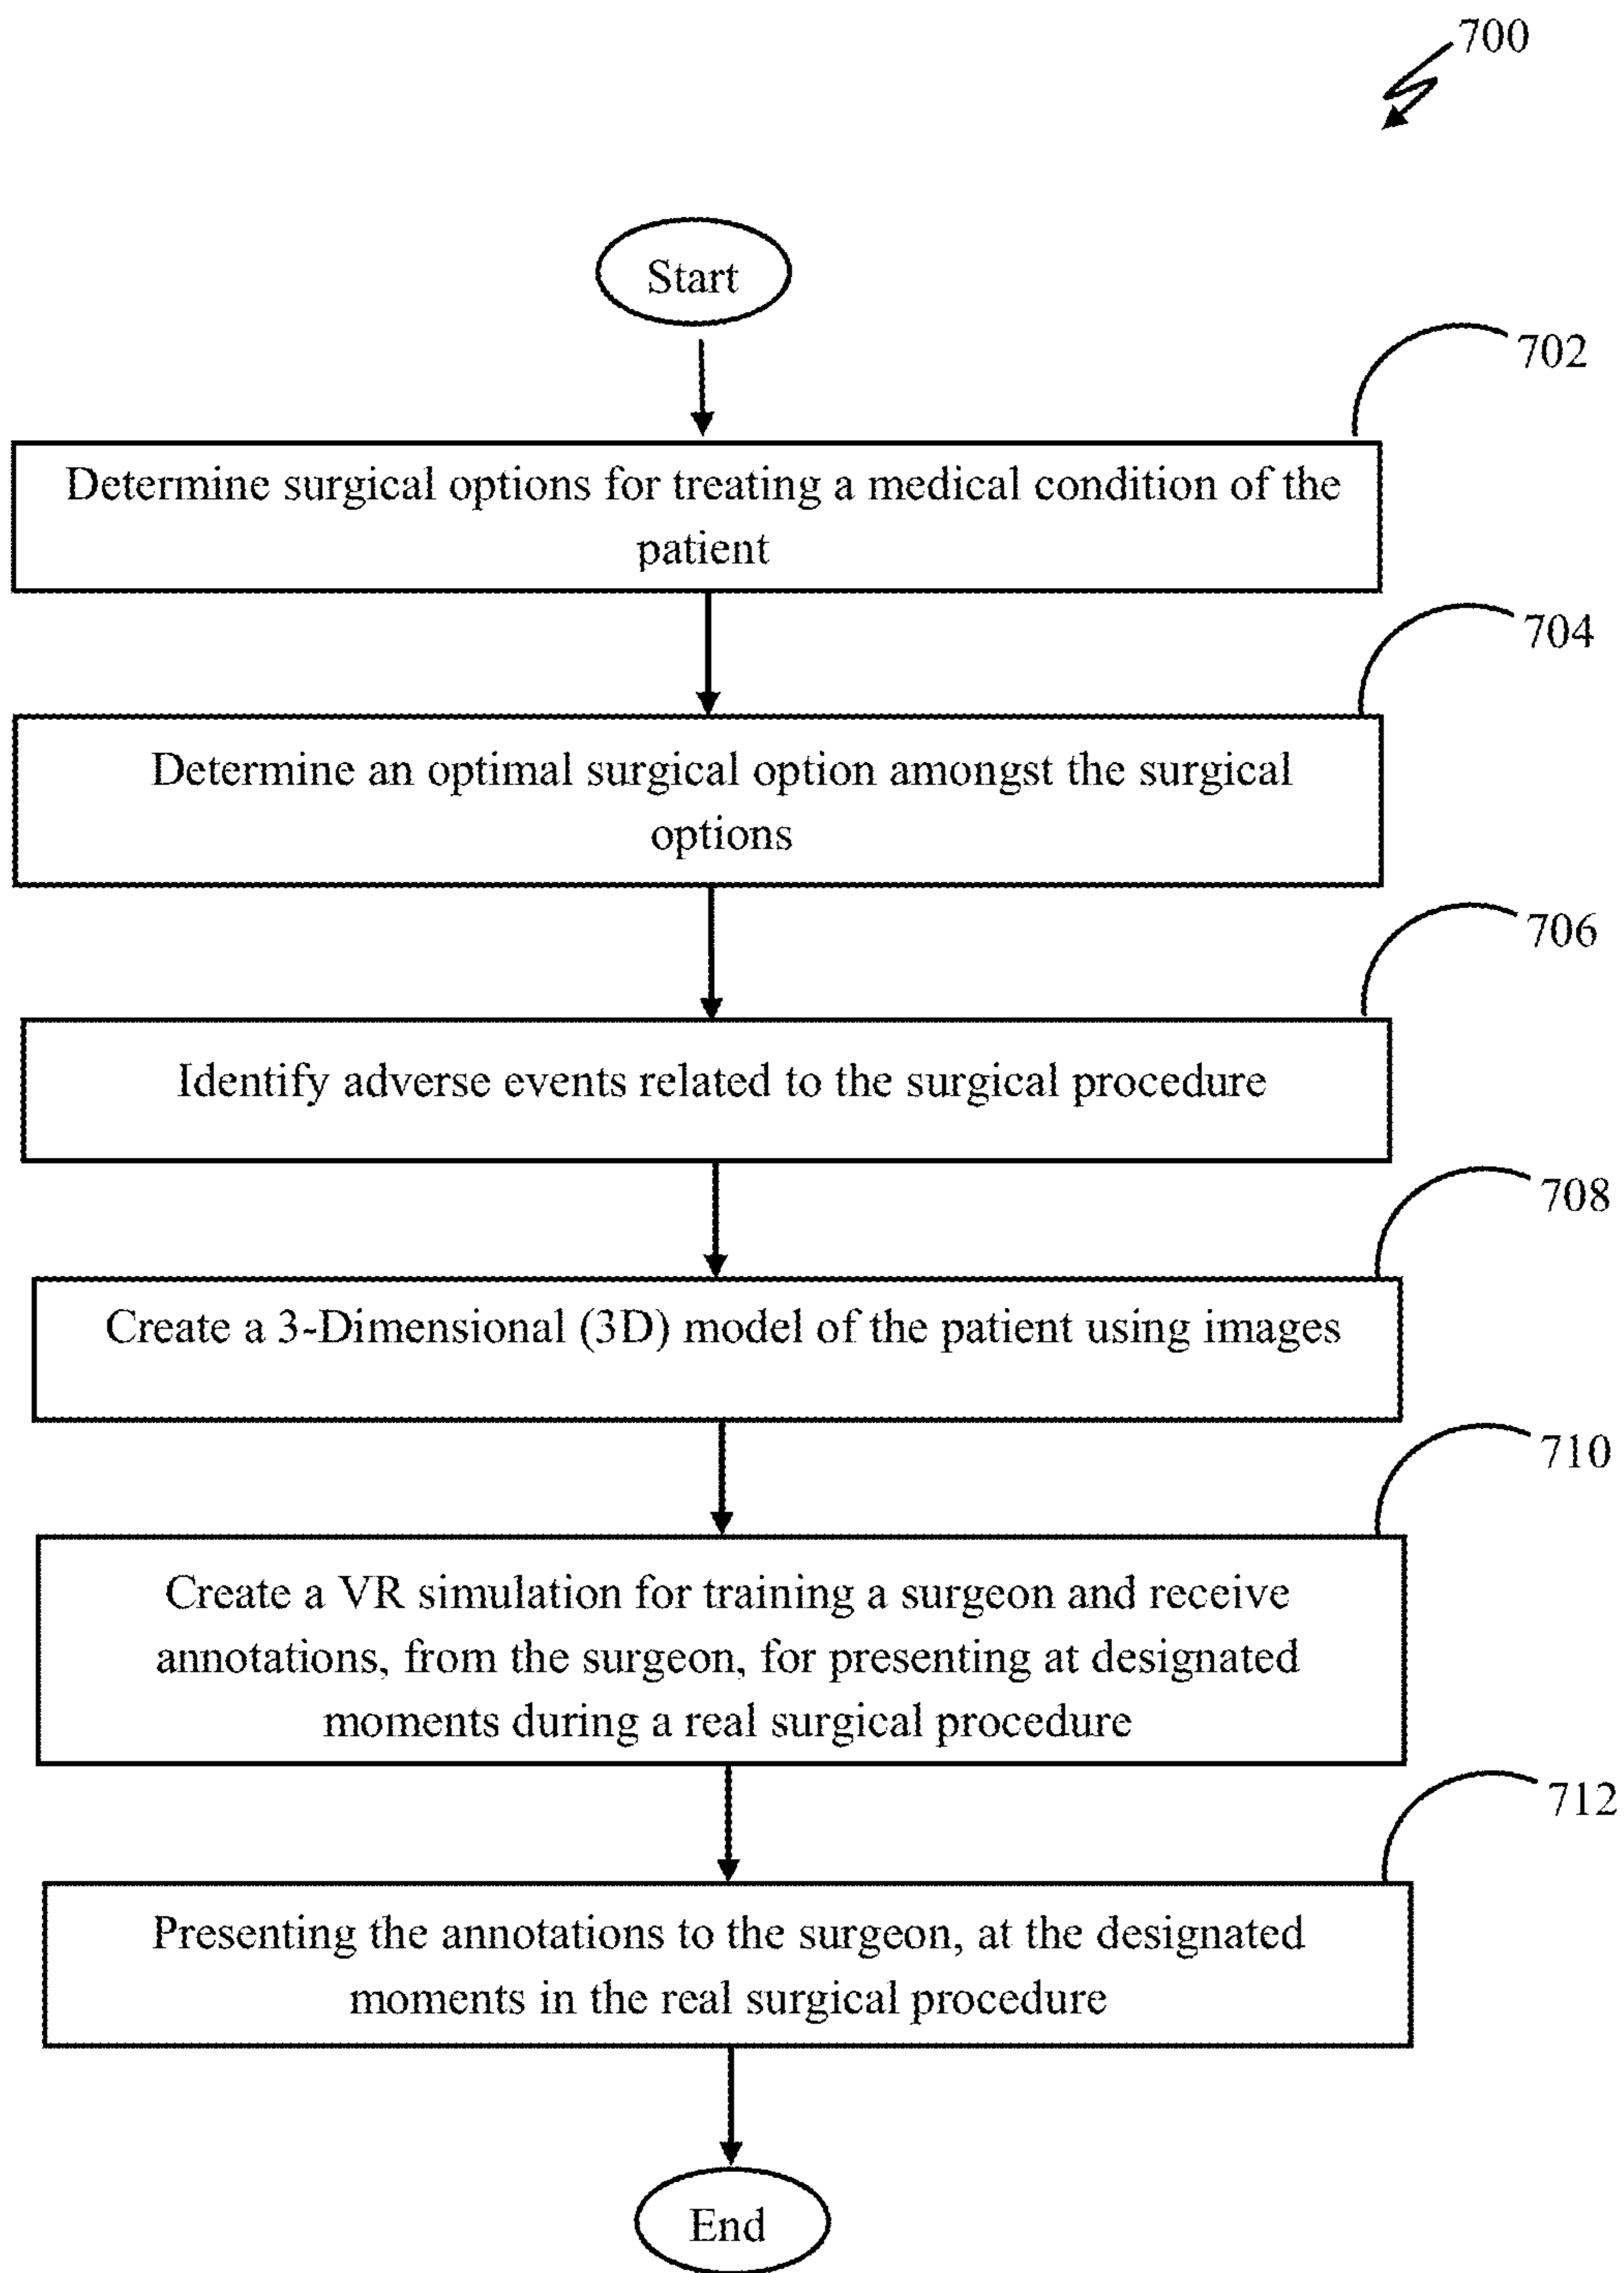 700
Start
702
Determine surgical options for treating a medical condition of the
patient
704
Determine an optimal surgical option amongst the surgical
options
706
Identify adverse events related to the surgical procedure
708
Create a 3-Dimensional (3D) model of the patient using images
710
Create a VR simulation for training a surgeon and receive
annotations, from the surgeon, for presenting at designated
moments during a real surgical procedure
712
Presenting the annotations to the surgeon, at the designated
moments in the real surgical procedure
End